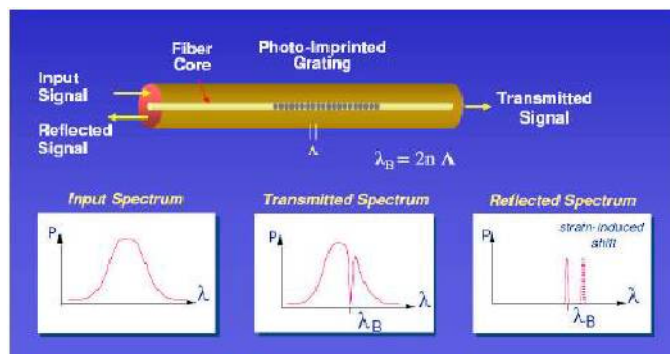 Fiber
Core
Photo-Imprinted
Grating
Input
Signal
Reflected
Signal
Transmitted
Signal
Λ
λB = 2n Λ
Input Spectrum
Transmitted Spectrum
Reflected Spectrum
P
λ
P
λ
λB
strain-induced
shift
P
λ
λB